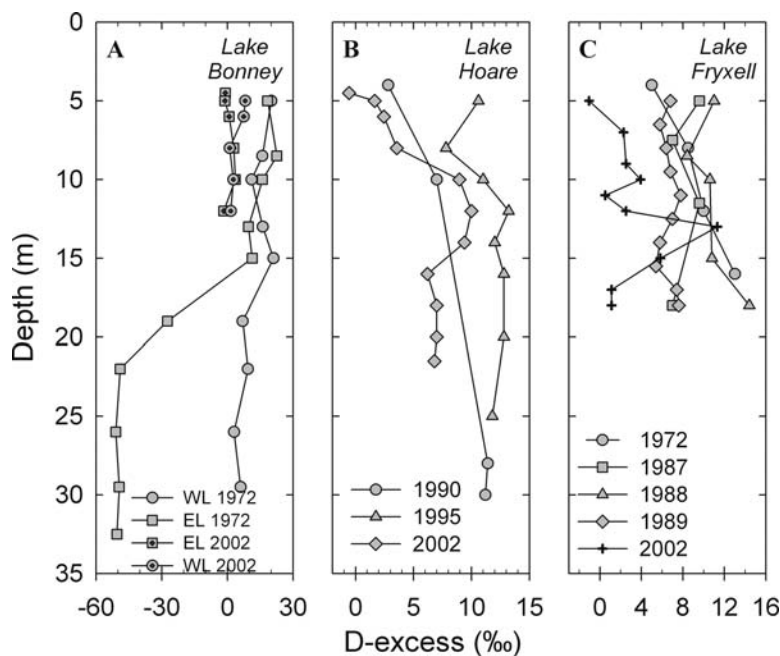 A
Lake
Bonney
B
Lake
Hoare
C
Lake
Fryxell
0
5
10
15
20
25
30
35
Depth (m)
WL 1972
EL 1972
EL 2002
WL 2002
1990
1995
2002
1972
1987
1988
1989
2002
-60 -30 0 30
0 5 10 15
0 4 8 12 16
D-excess (‰)